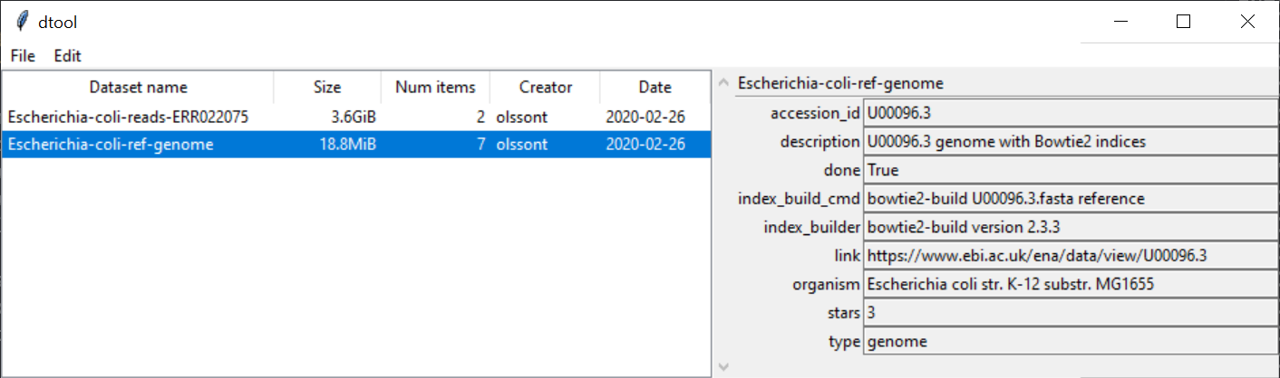 dtool
File Edit
Dataset name Size Num items Creator Date
Escherichia-coli-reads-ERR022075 3.6GiB 2 olssont 2020-02-26
Escherichia-coli-ref-genome 18.8MiB 7 olssont 2020-02-26
Escherichia-coli-ref-genome
accession_id U00096.3
description U00096.3 genome with Bowtie2 indices
done True
index_build_cmd bowtie2-build U00096.3.fasta reference
index_builder bowtie2-build version 2.3.3
link https://www.ebi.ac.uk/ena/data/view/U00096.3
organism Escherichia coli str. K-12 substr. MG1655
stars 3
type genome